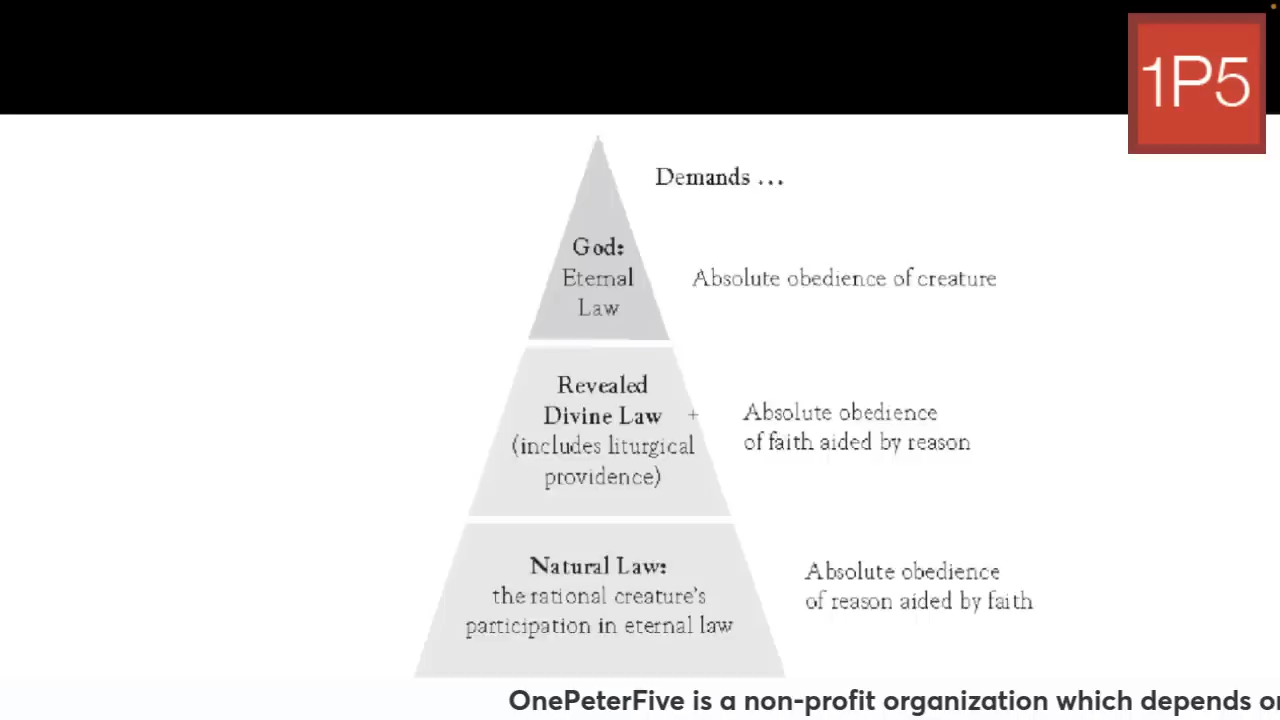 1P5
Demands ...
God:
Eternal
Law
Absolute obedience of creature
Revealed
Divine Law
(includes liturgical
providence)
+
Absolute obedience
of faith aided by reason
Natural Law:
the rational creature's
participation in eternal law
Absolute obedience
of reason aided by faith
OnePeterFive is a non-profit organization which depends